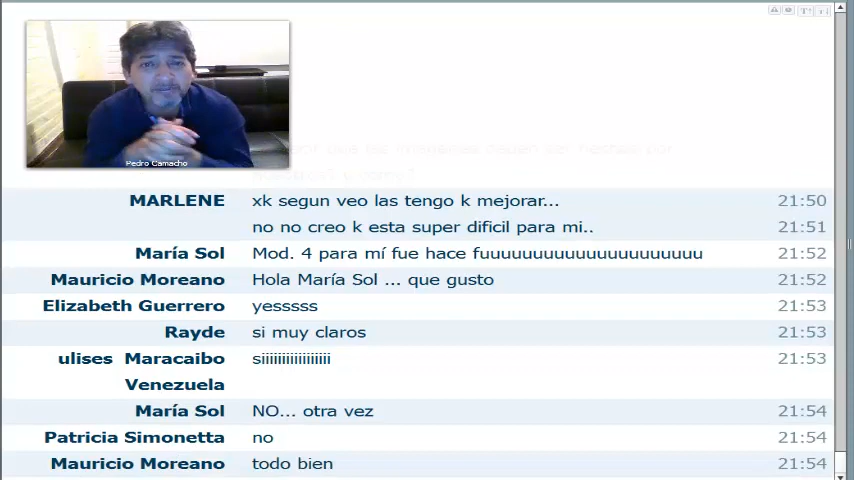 Pedro Camacho
MARLENE xk segun veo las tengo k mejorar... 21:50
no no creo k esta super dificil para mi.. 21:51
María Sol Mod. 4 para mí fue hace fuuuuuuuuuuuuuuuuuuuuu 21:52
Mauricio Moreano Hola María Sol ... que gusto 21:52
Elizabeth Guerrero yesssss 21:53
Rayde si muy claros 21:53
ulises Maracaibo siiiiiiiiiiiiiiiii 21:53
Venezuela
María Sol NO... otra vez 21:54
Patricia Simonetta no 21:54
Mauricio Moreano todo bien 21:54